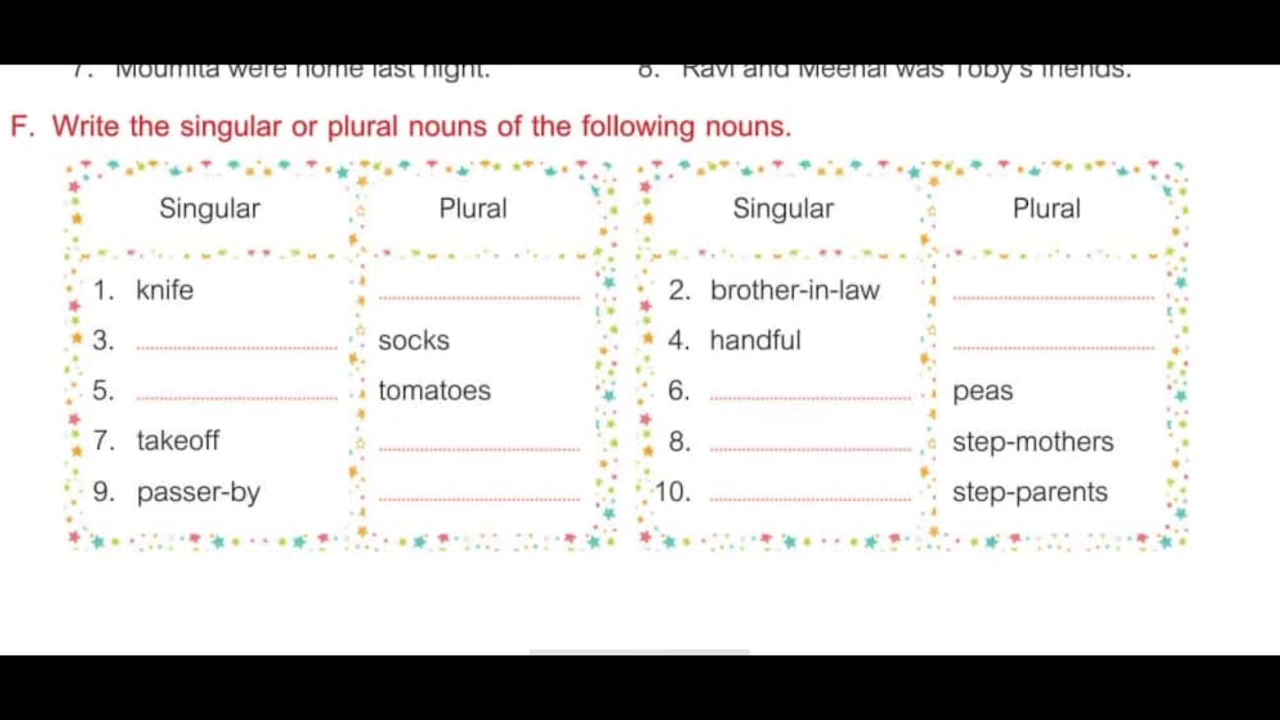 7. Moumita were home last night. 8. Ravi and Meenal was Toby's friends.
F. Write the singular or plural nouns of the following nouns.
Singular Plural Singular Plural
1. knife ........ 2. brother-in-law ........
3. ........ socks 4. handful ........
5. ........ tomatoes 6. ........ peas
7. takeoff ........ 8. ........ step-mothers
9. passer-by ........ 10. ........ step-parents